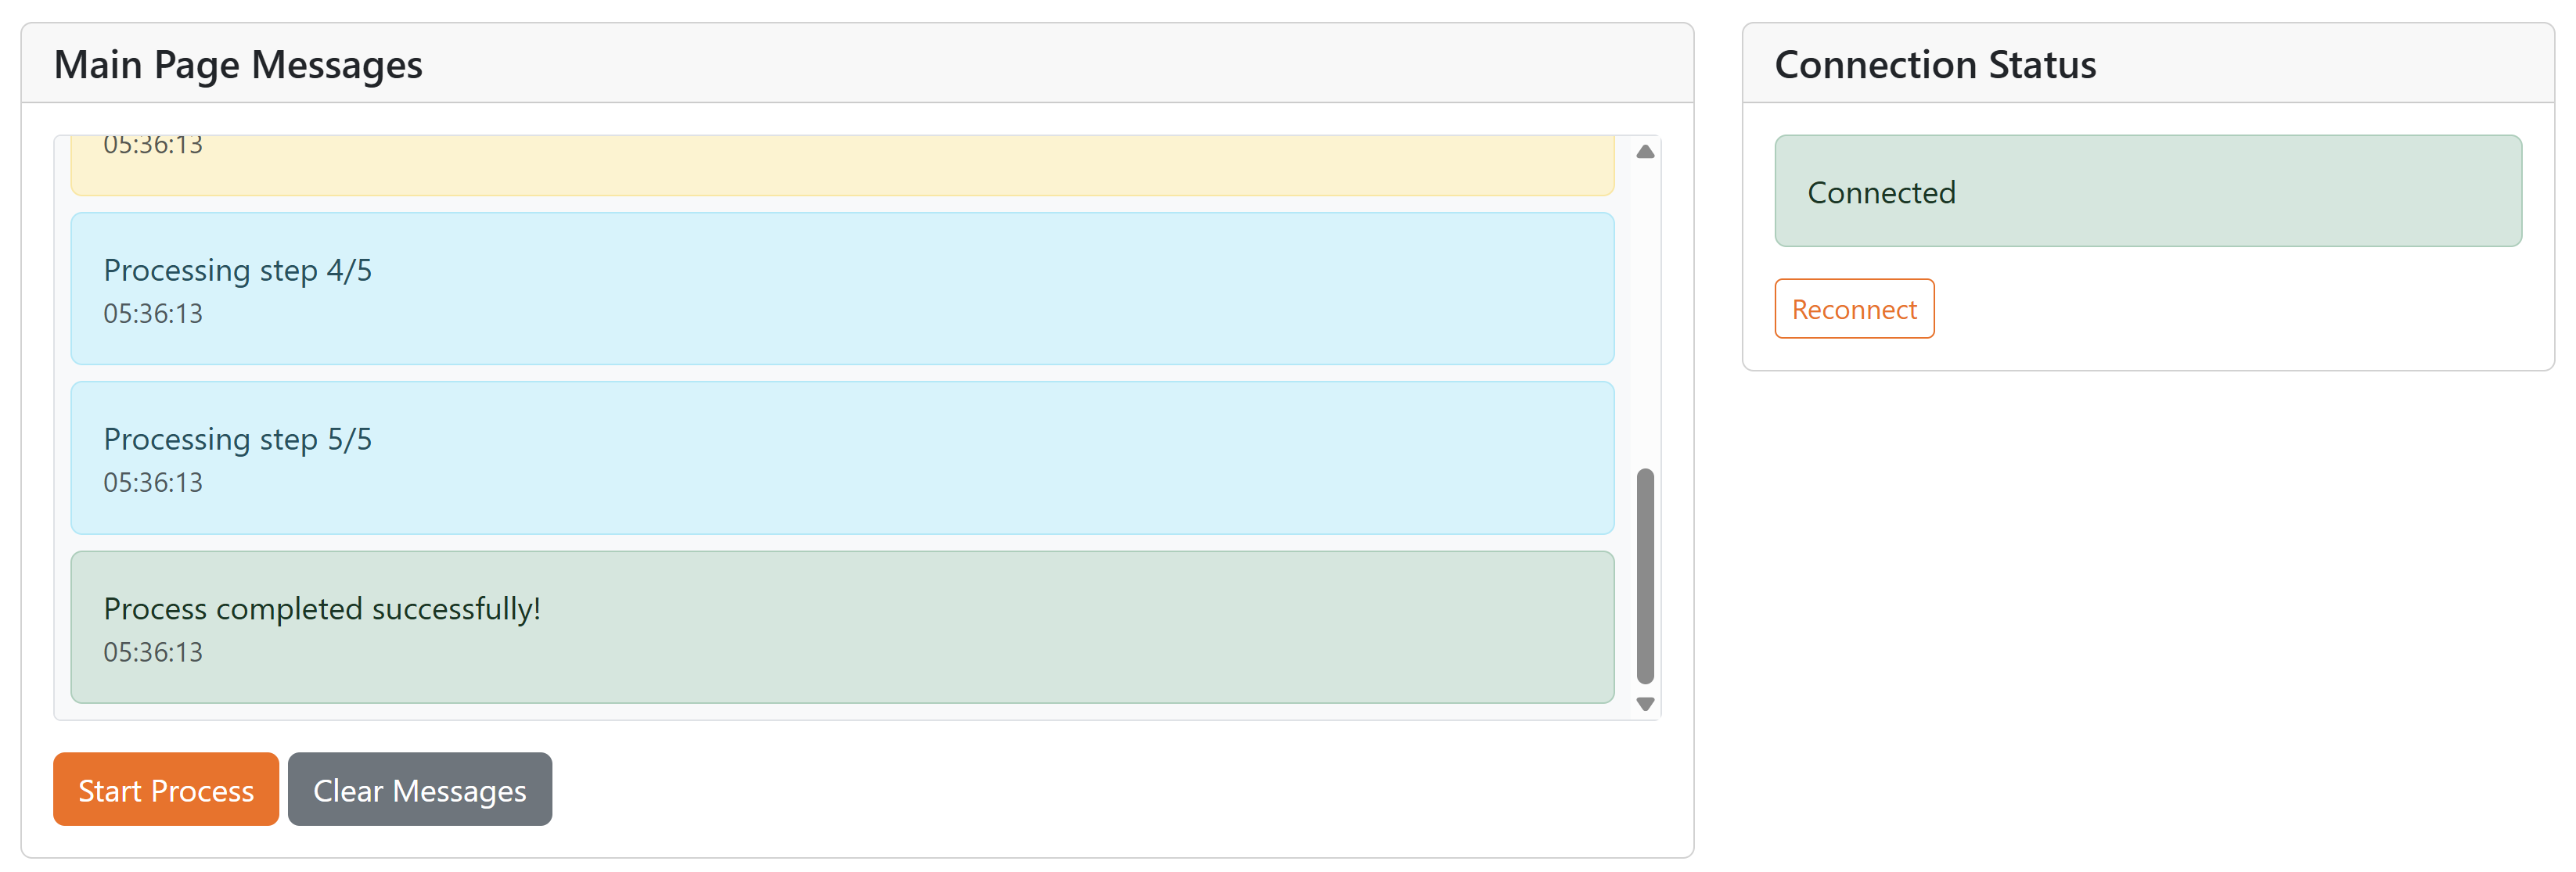 Main Page Messages
05:36:13
Processing step 4/5
05:36:13
Processing step 5/5
05:36:13
Process completed successfully!
05:36:13
Start Process
Clear Messages
Connection Status
Connected
Reconnect